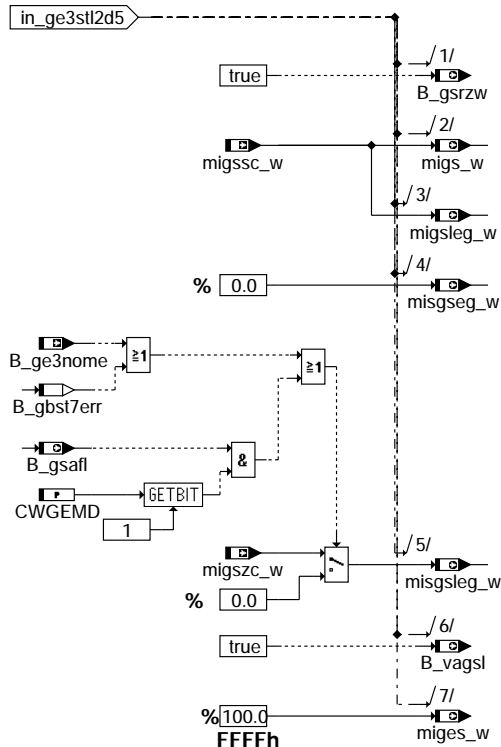 in_ge3stl2d5
1/
true
B_gsrzw
2/
migssc_w
migs_w
3/
migsleg_w
4/
% 0.0
misgseg_w
B_ge3nome
≥1
≥1
B_gbst7err
B_gsafl
&
P
GETBIT
CWGEMD
1
5/
migszc_w
misgsleg_w
% 0.0
6/
true
B_vagsl
7/
% 100.0
miges_w
FFFFh